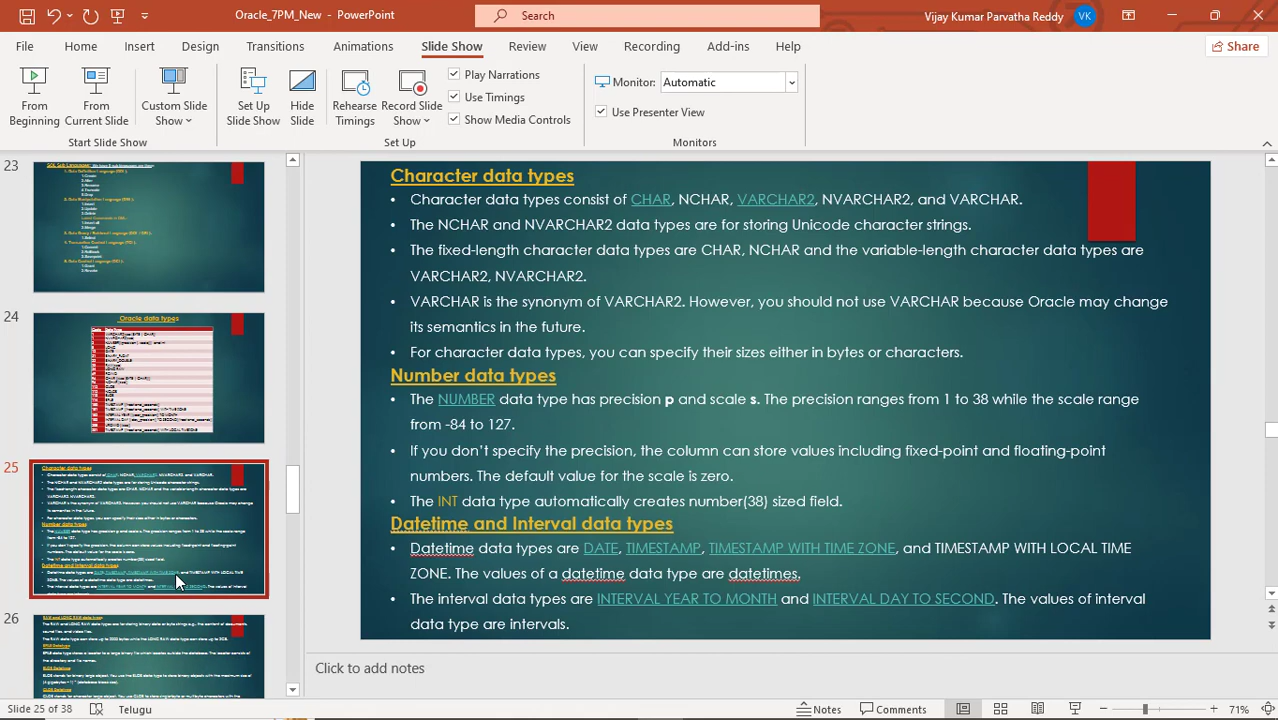 Oracle_7PM_New - PowerPoint
Search
Vijay Kumar Parvatha Reddy
VK
File
Home
Insert
Design
Transitions
Animations
Slide Show
Review
View
Recording
Add-ins
Help
Share
From Beginning
From Current Slide
Custom Slide Show
Set Up Slide Show
Hide Slide
Rehearse Timings
Record Slide Show
Play Narrations
Use Timings
Show Media Controls
Monitor:
Automatic
Use Presenter View
Start Slide Show
Set Up
Monitors
23
24
Oracle data types
25
26
Character data types
• Character data types consist of CHAR, NCHAR, VARCHAR2, NVARCHAR2, and VARCHAR.
• The NCHAR and NVARCHAR2 data types are for storing Unicode character strings.
• The fixed-length character data types are CHAR, NCHAR and the variable-length character data types are
VARCHAR2, NVARCHAR2.
• VARCHAR is the synonym of VARCHAR2. However, you should not use VARCHAR because Oracle may change
its semantics in the future.
• For character data types, you can specify their sizes either in bytes or characters.
Number data types
• The NUMBER data type has precision p and scale s. The precision ranges from 1 to 38 while the scale range
from -84 to 127.
• If you don’t specify the precision, the column can store values including fixed-point and floating-point
numbers. The default value for the scale is zero.
• The INT data type automatically creates number(38) sized field.
Datetime and Interval data types
• Datetime data types are DATE, TIMESTAMP, TIMESTAMP WITH TIME ZONE, and TIMESTAMP WITH LOCAL TIME
ZONE. The values of a datetime data type are datetimes.
• The interval data types are INTERVAL YEAR TO MONTH and INTERVAL DAY TO SECOND. The values of interval
data type are intervals.
Click to add notes
Slide 25 of 38
Telugu
Notes
Comments
71%